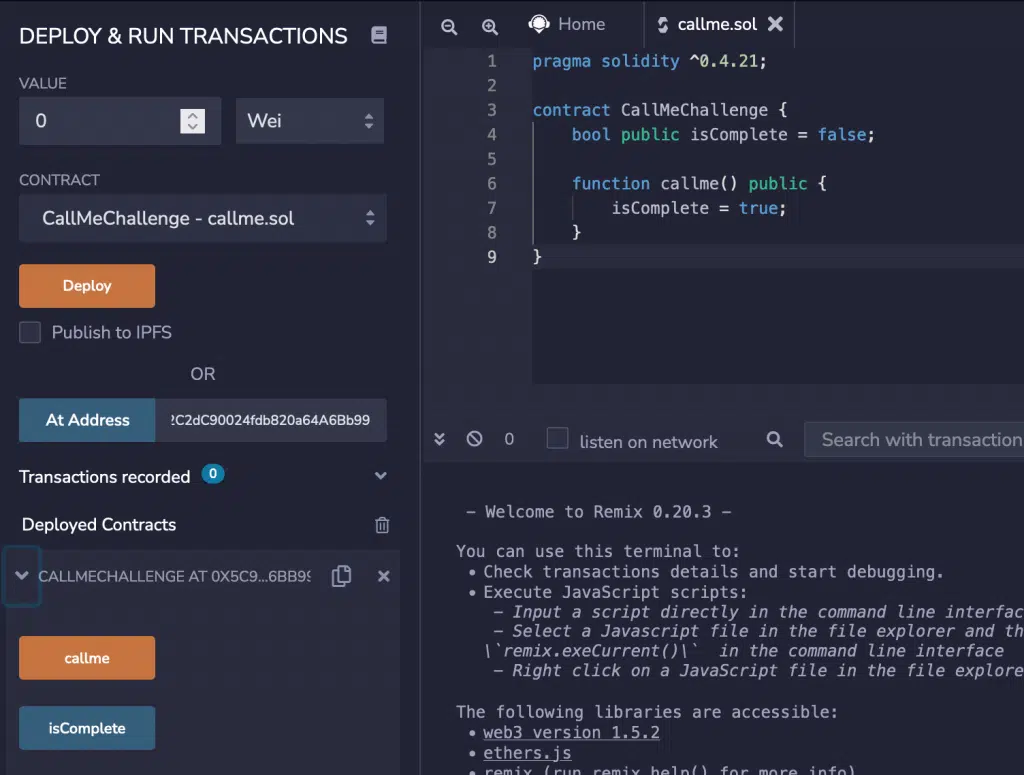 DEPLOY & RUN TRANSACTIONS
VALUE
0
Wei
CONTRACT
CallMeChallenge - callme.sol
Deploy
Publish to IPFS
OR
At Address
2C2dC90024fdb820a64A6Bb99
Transactions recorded 0
Deployed Contracts
CALLMECHALLENGE AT 0X5C9...6BB99
callme
isComplete
Home
callme.sol
1 pragma solidity ^0.4.21;
2
3 contract CallMeChallenge {
4 bool public isComplete = false;
5
6 function callme() public {
7 isComplete = true;
8 }
9 }
0
listen on network
Search with transaction
– Welcome to Remix 0.20.3 –
You can use this terminal to:
• Check transactions details and start debugging.
• Execute JavaScript scripts:
– Input a script directly in the command line interfac
– Select a Javascript file in the file explorer and th
\`remix.exeCurrent()\` in the command line interface
– Right click on a JavaScript file in the file explore
The following libraries are accessible:
• web3 version 1.5.2
• ethers.js
• remix (run remix.help() for more info)